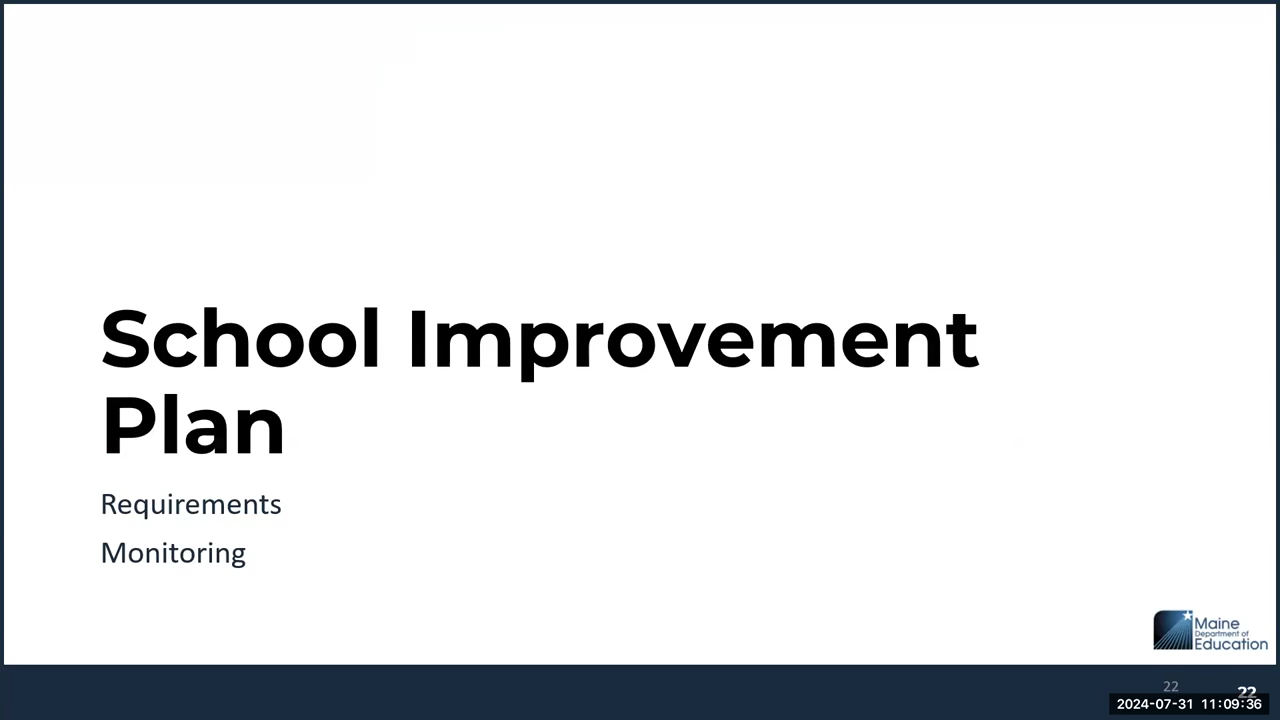 School Improvement
Plan
Requirements
Monitoring
Maine
Department of
Education
22
22
2024-07-31 11:09:36